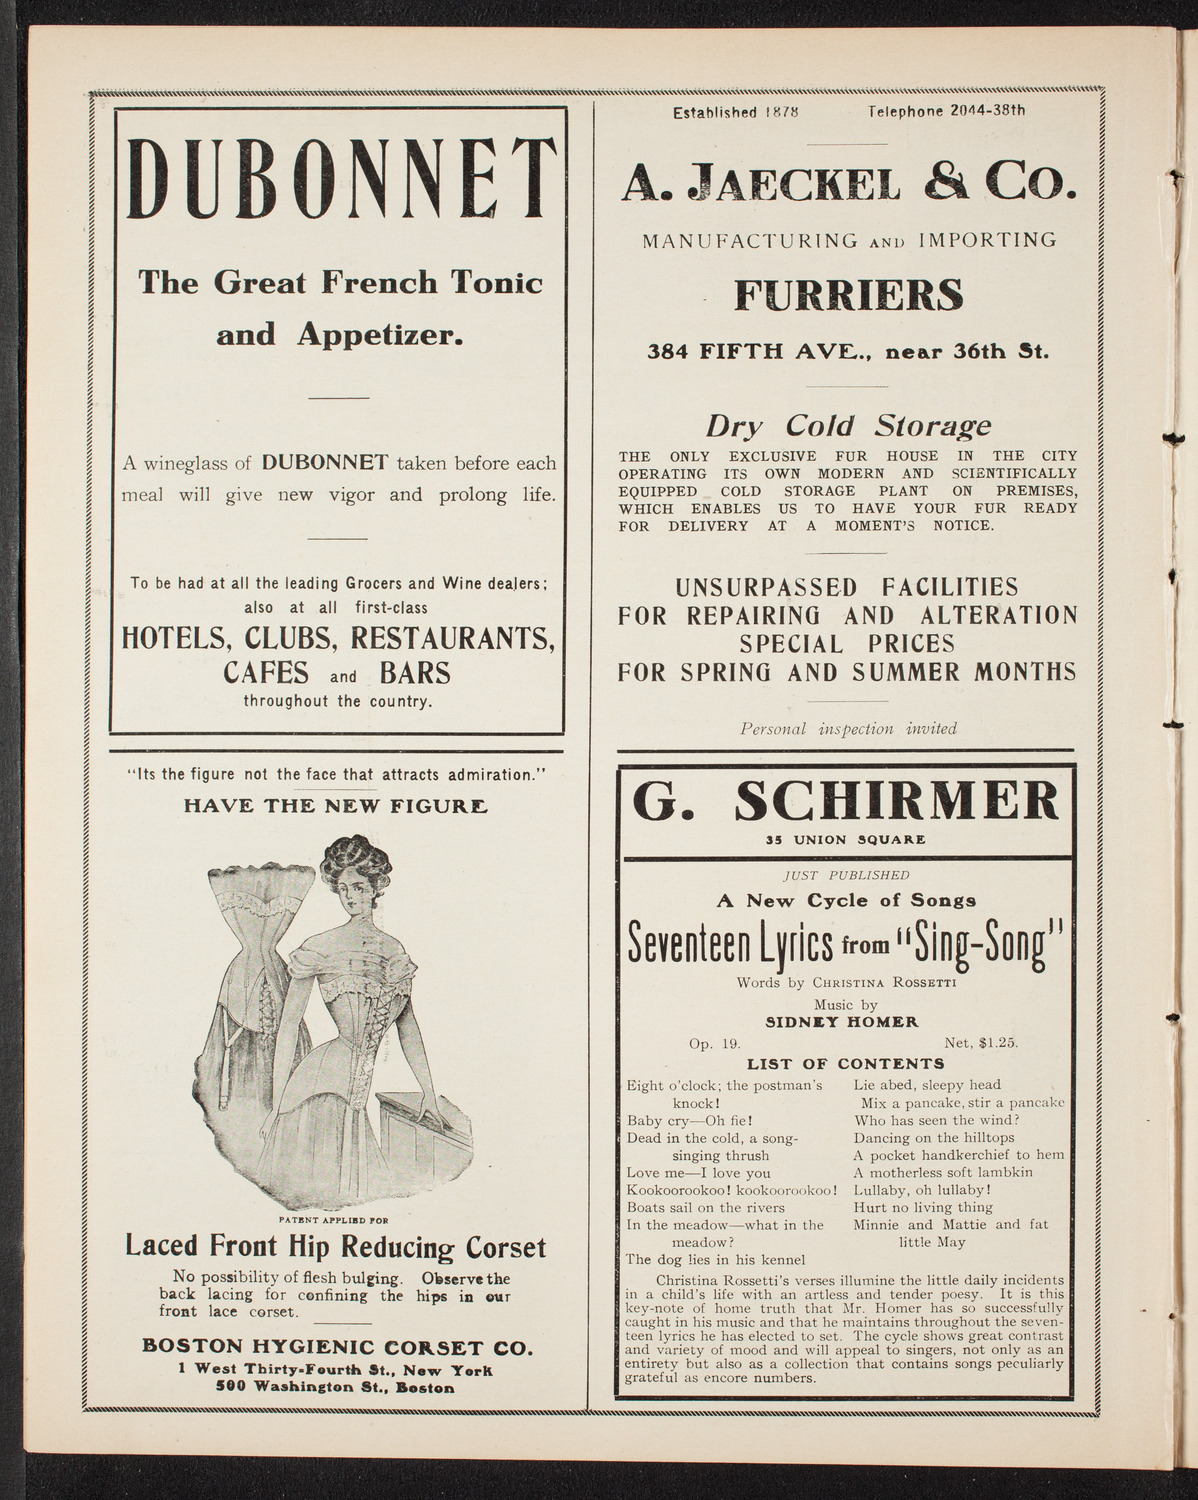 DUBONNET
The Great French Tonic
and Appetizer.
A wineglass of DUBONNET taken before each
meal will give new vigor and prolong life.
To be had at all the leading Grocers and Wine dealers;
also at all first-class
HOTELS, CLUBS, RESTAURANTS,
CAFES and BARS
throughout the country.
"Its the figure not the face that attracts admiration."
HAVE THE NEW FIGURE
PATENT APPLIED FOR
Laced Front Hip Reducing Corset
No possibility of flesh bulging. Observe the
back lacing for confining the hips in our
front lace corset.
BOSTON HYGIENIC CORSET CO.
1 West Thirty-Fourth St., New York
500 Washington St., Boston
Established 1878 Telephone 2044-38th
A. JAECKEL & CO.
MANUFACTURING AND IMPORTING
FURRIERS
384 FIFTH AVE., near 36th St.
Dry Cold Storage
THE ONLY EXCLUSIVE FUR HOUSE IN THE CITY
OPERATING ITS OWN MODERN AND SCIENTIFICALLY
EQUIPPED COLD STORAGE PLANT ON PREMISES,
WHICH ENABLES US TO HAVE YOUR FUR READY
FOR DELIVERY AT A MOMENT'S NOTICE.
UNSURPASSED FACILITIES
FOR REPAIRING AND ALTERATION
SPECIAL PRICES
FOR SPRING AND SUMMER MONTHS
Personal inspection invited
G. SCHIRMER
35 UNION SQUARE
JUST PUBLISHED
A New Cycle of Songs
Seventeen Lyrics from "Sing-Song"
Words by CHRISTINA ROSSETTI
Music by
SIDNEY HOMER
Op. 19. Net, $1.25.
LIST OF CONTENTS
Eight o'clock; the postman's
knock!
Baby cry—Oh fie!
Dead in the cold, a song-
singing thrush
Love me—I love you
Kookoorookoo! kookoorookoo!
Boats sail on the rivers
In the meadow—what in the
meadow?
The dog lies in his kennel
Lie abed, sleepy head
Mix a pancake, stir a pancake
Who has seen the wind?
Dancing on the hilltops
A pocket handkerchief to hem
A motherless soft lambkin
Lullaby, oh lullaby!
Hurt no living thing
Minnie and Mattie and fat
little May
Christina Rossetti's verses illumine the little daily incidents
in a child's life with an artless and tender poesy. It is this
key-note of home truth that Mr. Homer has so successfully
caught in his music and that he maintains throughout the seven-
teen lyrics he has elected to set. The cycle shows great contrast
and variety of mood and will appeal to singers, not only as an
entirety but also as a collection that contains songs peculiarly
grateful as encore numbers.